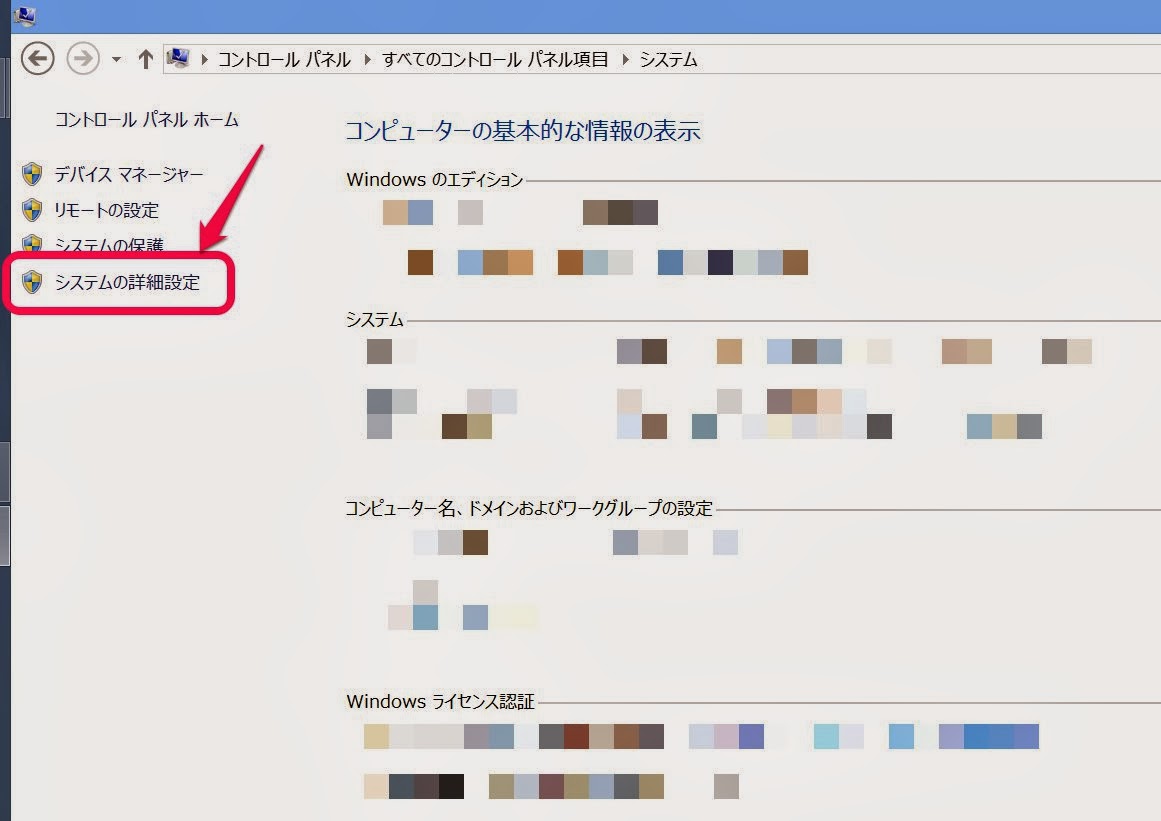 コントロール パネル ▸ すべてのコントロール パネル項目 ▸ システム
コントロール パネル ホーム
デバイス マネージャー
リモートの設定
システムの保護
システムの詳細設定
コンピューターの基本的な情報の表示
Windows のエディション
システム
コンピューター名、ドメインおよびワークグループの設定
Windows ライセンス認証